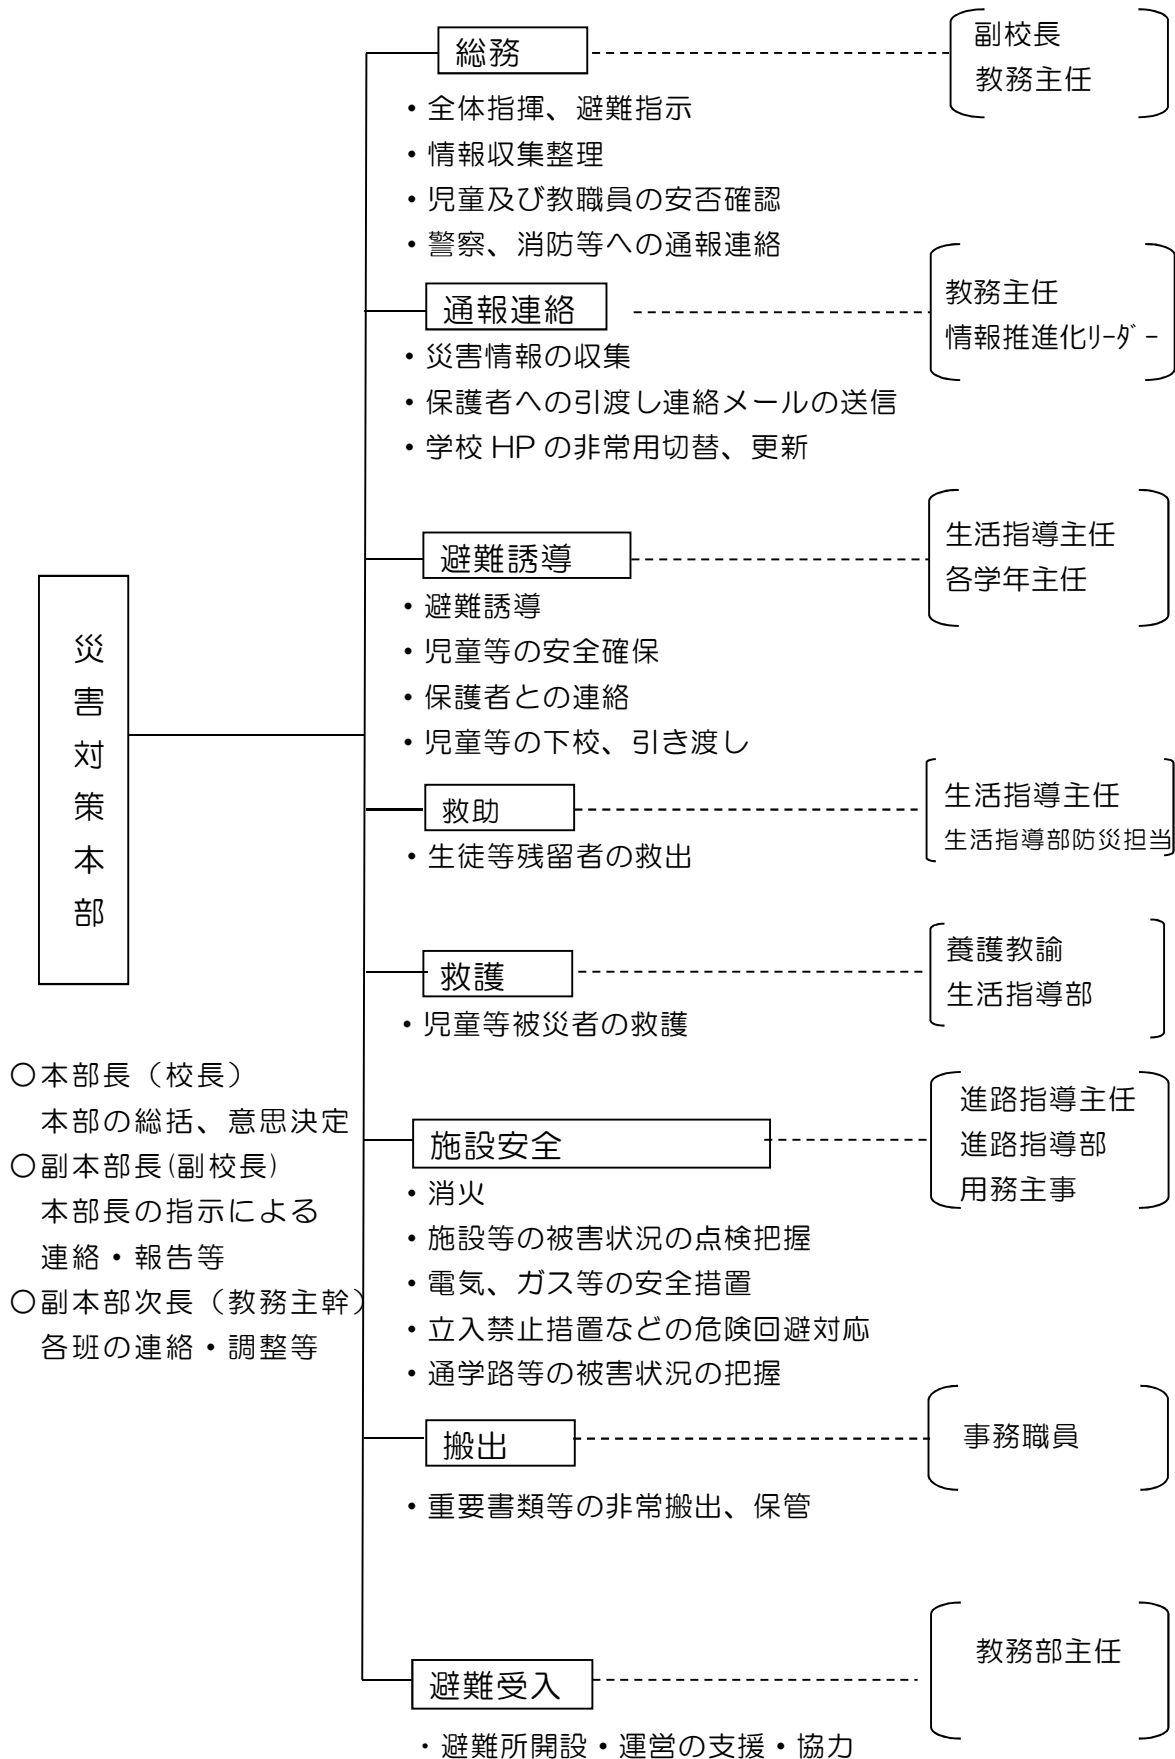 総務
副校長
教務主任
・全体指揮、避難指示
・情報収集整理
・児童及び教職員の安否確認
・警察、消防等への通報連絡
通報連絡
教務主任
情報推進化ﾘｰﾀﾞｰ
・災害情報の収集
・保護者への引渡し連絡メールの送信
・学校 HP の非常用切替、更新
避難誘導
生活指導主任
各学年主任
・避難誘導
・児童等の安全確保
・保護者との連絡
・児童等の下校、引き渡し
災害対策本部
救助
生活指導主任
生活指導部防災担当
・生徒等残留者の救出
救護
養護教諭
生活指導部
・児童等被災者の救護
〇本部長（校長）
本部の総括、意思決定
〇副本部長(副校長)
本部長の指示による
連絡・報告等
〇副本部次長（教務主幹）
各班の連絡・調整等
施設安全
進路指導主任
進路指導部
用務主事
・消火
・施設等の被害状況の点検把握
・電気、ガス等の安全措置
・立入禁止措置などの危険回避対応
・通学路等の被害状況の把握
搬出
事務職員
・重要書類等の非常搬出、保管
避難受入
教務部主任
・避難所開設・運営の支援・協力